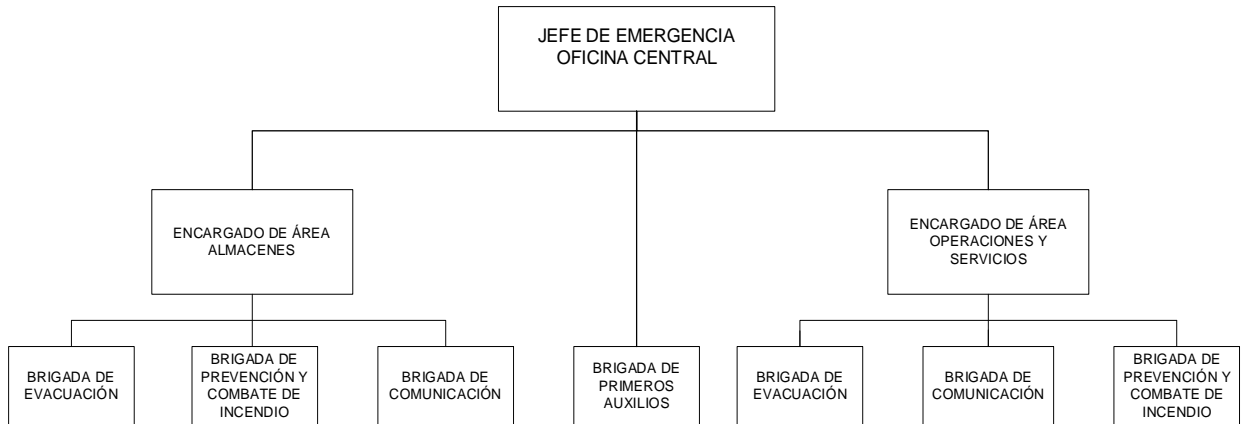 JEFE DE EMERGENCIA
OFICINA CENTRAL
ENCARGADO DE ÁREA
ALMACENES
ENCARGADO DE ÁREA
OPERACIONES Y
SERVICIOS
BRIGADA DE
EVACUACIÓN
BRIGADA DE
PREVENCIÓN Y
COMBATE DE
INCENDIO
BRIGADA DE
COMUNICACIÓN
BRIGADA DE
PRIMEROS
AUXILIOS
BRIGADA DE
EVACUACIÓN
BRIGADA DE
COMUNICACIÓN
BRIGADA DE
PREVENCIÓN Y
COMBATE DE
INCENDIO